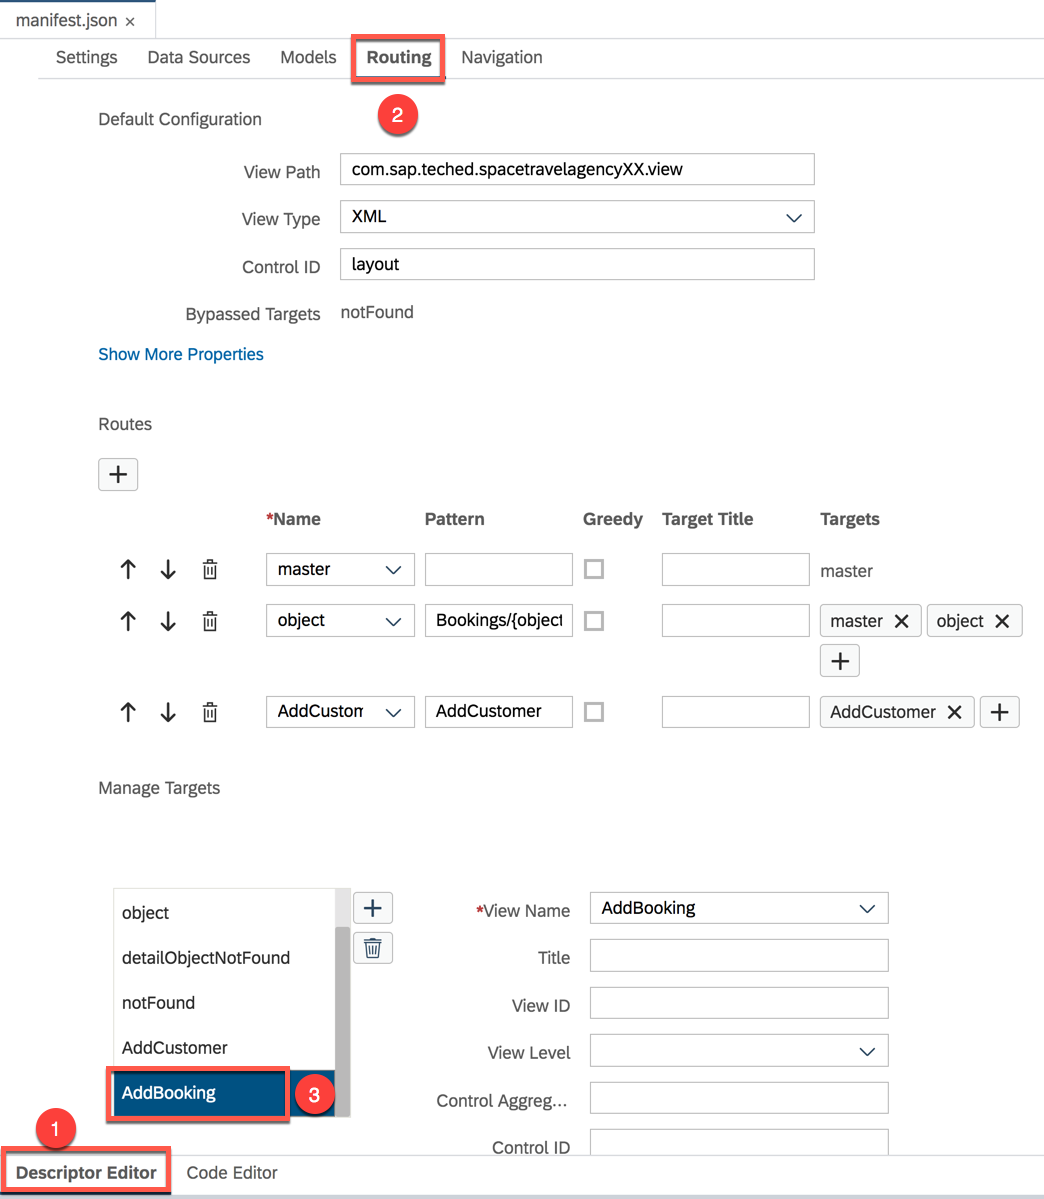 manifest.json ×
Settings Data Sources Models Routing Navigation
2
Default Configuration
View Path com.sap.teched.spacetravelagencyXX.view
View Type XML
Control ID layout
Bypassed Targets notFound
Show More Properties
Routes
+
*Name Pattern Greedy Target Title Targets
master master
object Bookings/{object master object
+
AddCustom AddCustomer AddCustomer +
Manage Targets
object + *View Name AddBooking
detailObjectNotFound Title
notFound View ID
AddCustomer View Level
AddBooking 3 Control Aggreg...
1 Control ID
Descriptor Editor Code Editor